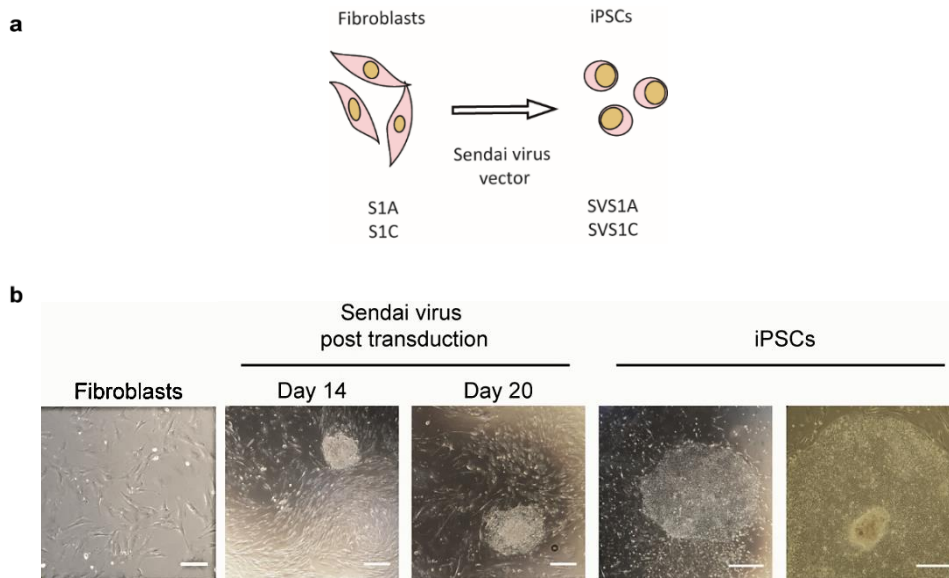 a
Fibroblasts
iPSCs
Sendai virus
vector
S1A
S1C
SVS1A
SVS1C
b
Sendai virus
post transduction
iPSCs
Fibroblasts
Day 14
Day 20